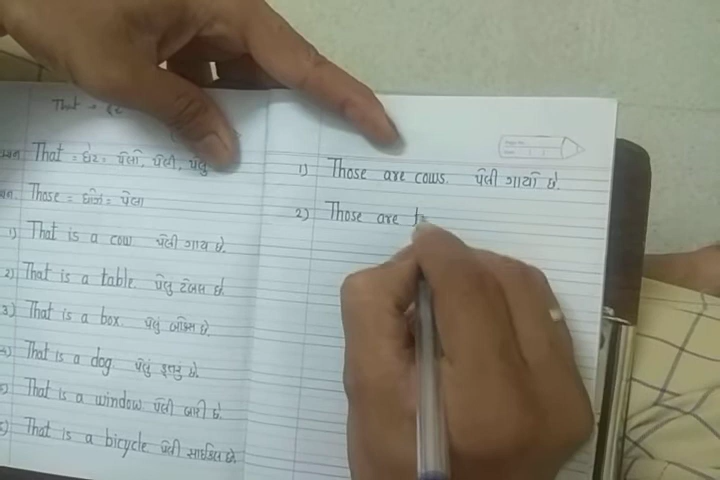 That =
That = ધેટ = પેલો, પેલી, પેલુ
Those = ધોઝ = પેલા
1) That is a cow પેલી ગાય છે.
2) That is a table. પેલુ ટેબલ છે.
3) That is a box. પેલું બોક્સ છે.
4) That is a dog. પેલું કુતરુ છે.
5) That is a window પેલી બારી છે.
6) That is a bicycle પેલી સાઇકિલ છે.
1) Those are cows. પેલી ગાયો છે.
2) Those are t